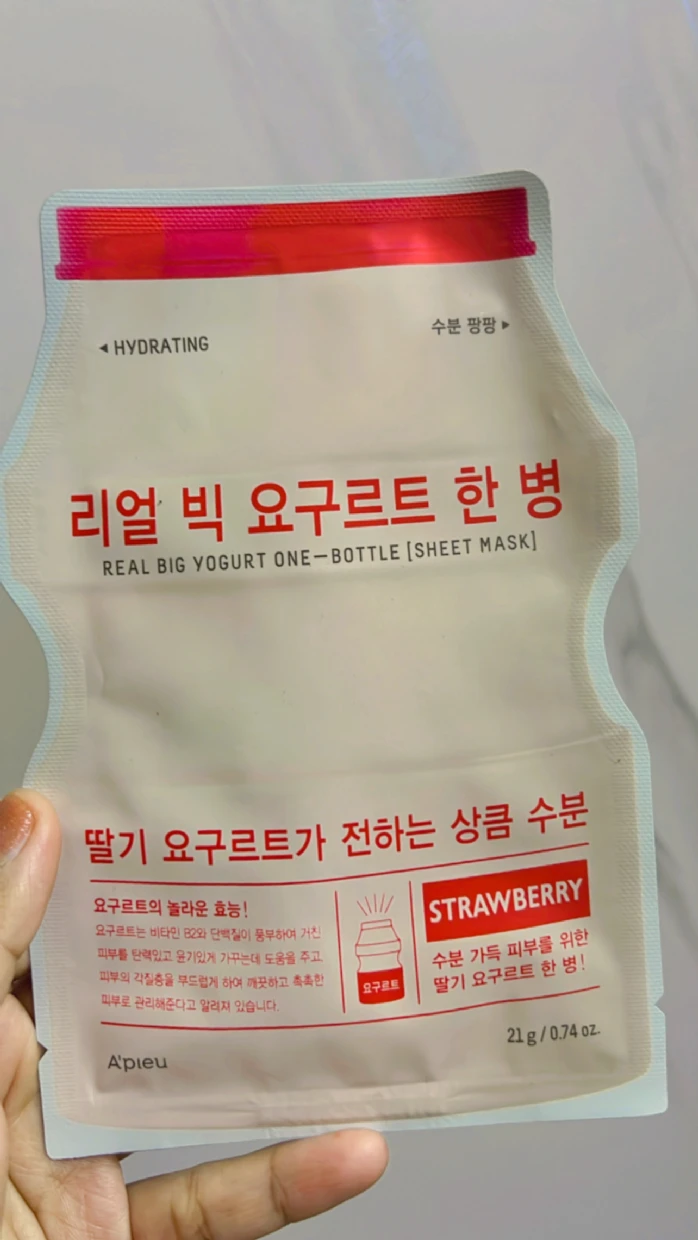 ◀ HYDRATING
수분 팡팡 ▶
리얼 빅 요구르트 한 병
REAL BIG YOGURT ONE-BOTTLE [SHEET MASK]
딸기 요구르트가 전하는 상큼 수분
요구르트의 놀라운 효능!
요구르트는 비타민 B2와 단백질이 풍부하여 거친
피부를 탄력있고 윤기있게 가꾸는데 도움을 주고,
피부의 각질층을 부드럽게 하여 깨끗하고 촉촉한
피부로 관리해준다고 알려져 있습니다.
요구르트
STRAWBERRY
수분 가득 피부를 위한
딸기 요구르트 한 병!
21 g / 0.74 oz.
A'pieu